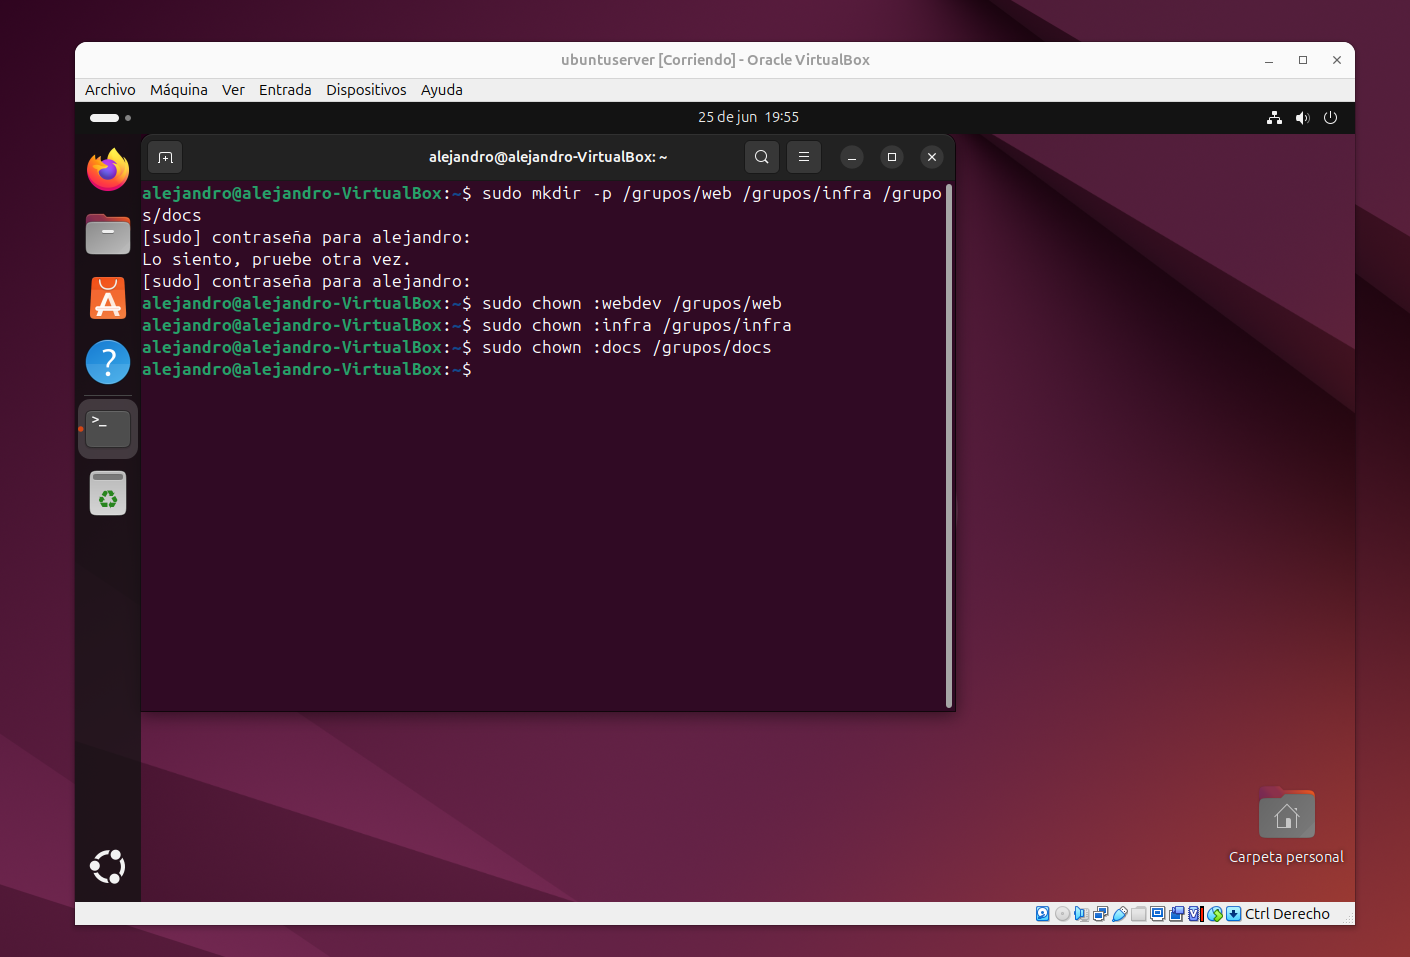 ubuntuserver [Corriendo] - Oracle VirtualBox
Archivo Máquina Ver Entrada Dispositivos Ayuda
25 de jun 19:55
alejandro@alejandro-VirtualBox: ~
alejandro@alejandro-VirtualBox:~$ sudo mkdir -p /grupos/web /grupos/infra /grupo
s/docs
[sudo] contraseña para alejandro:
Lo siento, pruebe otra vez.
[sudo] contraseña para alejandro:
alejandro@alejandro-VirtualBox:~$ sudo chown :webdev /grupos/web
alejandro@alejandro-VirtualBox:~$ sudo chown :infra /grupos/infra
alejandro@alejandro-VirtualBox:~$ sudo chown :docs /grupos/docs
alejandro@alejandro-VirtualBox:~$
Carpeta personal
Ctrl Derecho